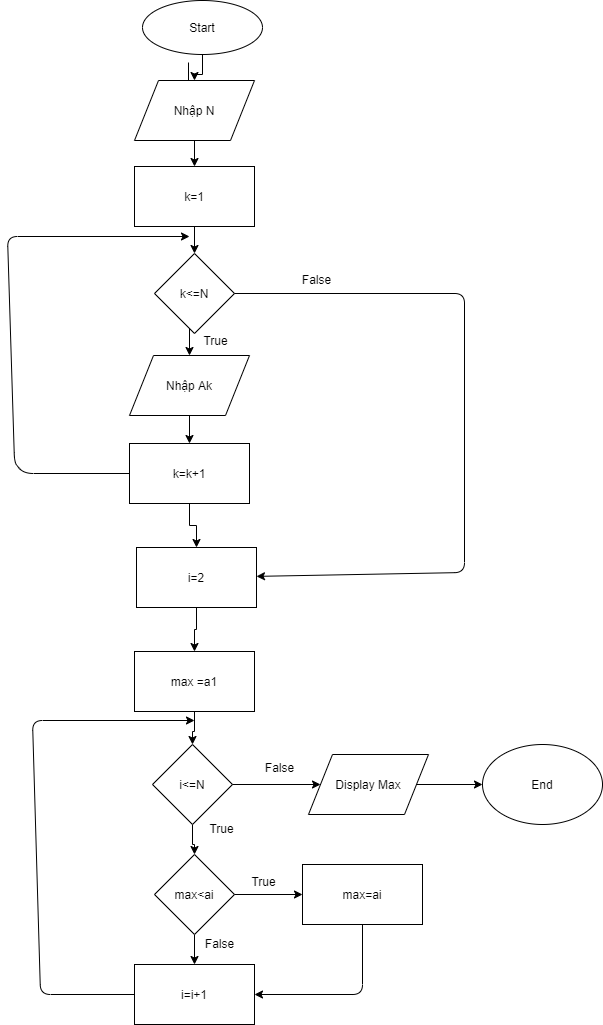 Start
Nhập N
k=1
k<=N
False
True
Nhập Ak
k=k+1
i=2
max =a1
i<=N
False
Display Max
End
True
max<ai
True
max=ai
False
i=i+1